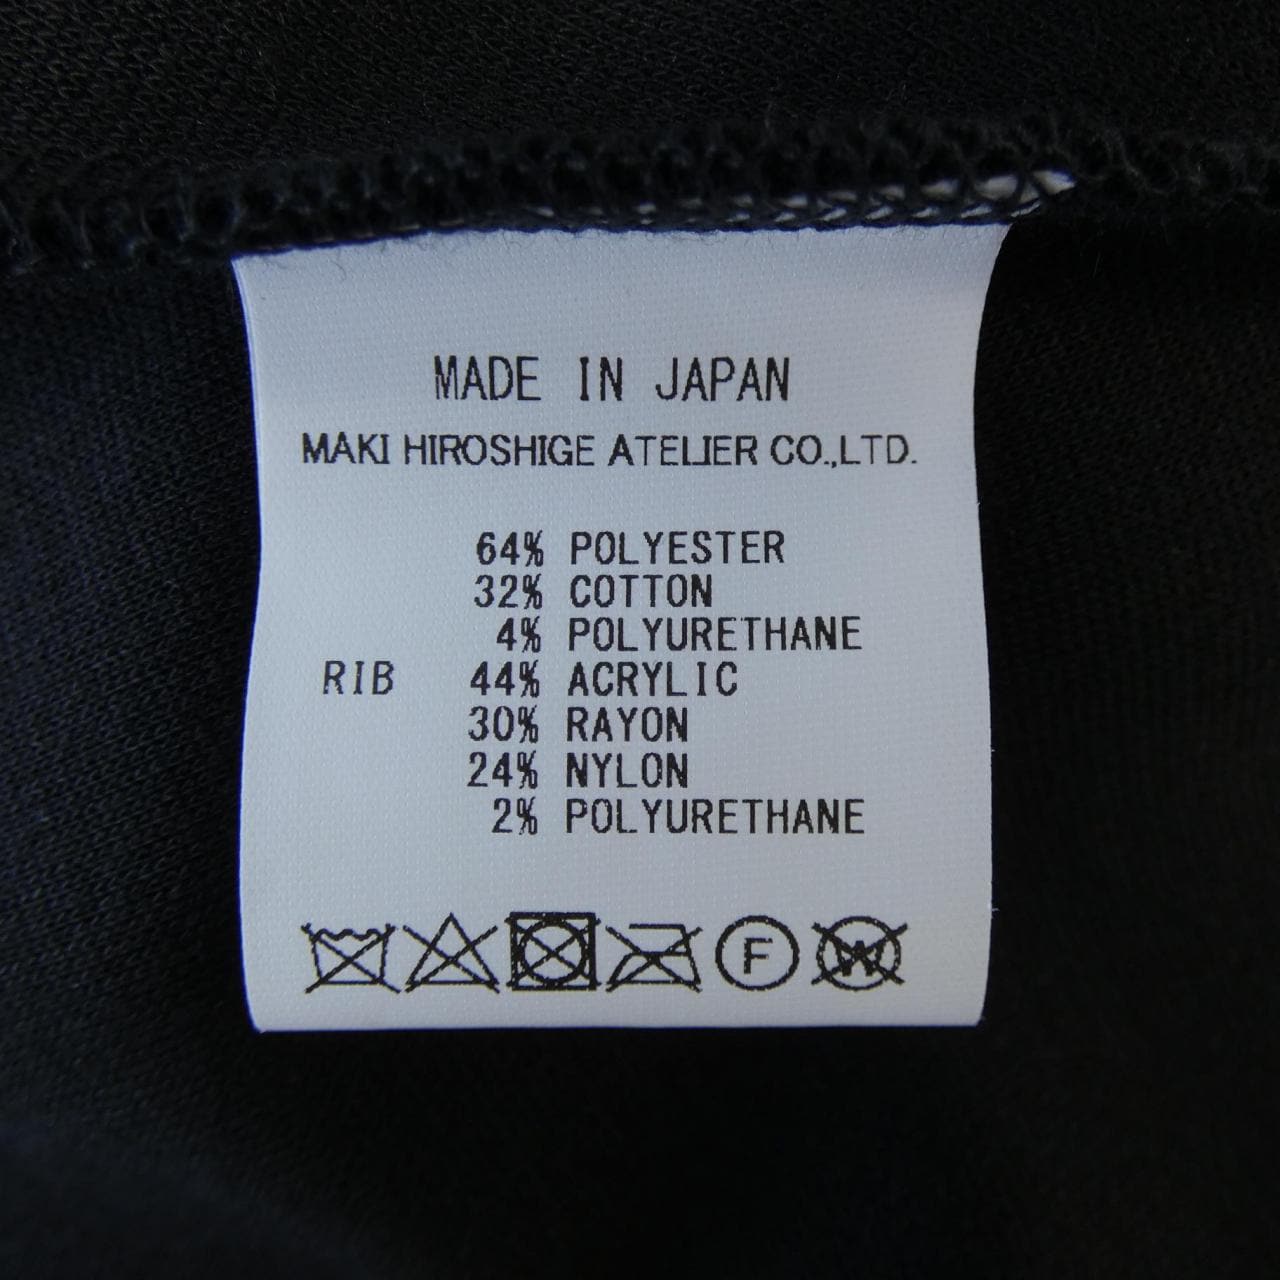 MADE IN JAPAN
MAKI HIROSHIGE ATELIER CO.,LTD.
64% POLYESTER
32% COTTON
4% POLYURETHANE
RIB 44% ACRYLIC
30% RAYON
24% NYLON
2% POLYURETHANE
F W